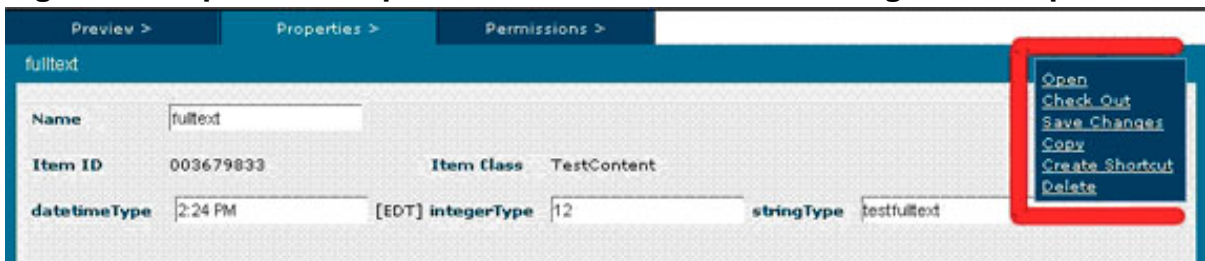 Preview > Properties > Permissions >
fulltext
Open
Check Out
Save Changes
Copy
Create Shortcut
Delete
Name fulltext
Item ID 003679833 Item Class TestContent
datetimeType 2:24 PM [EDT] integerType 12 stringType testfulltext